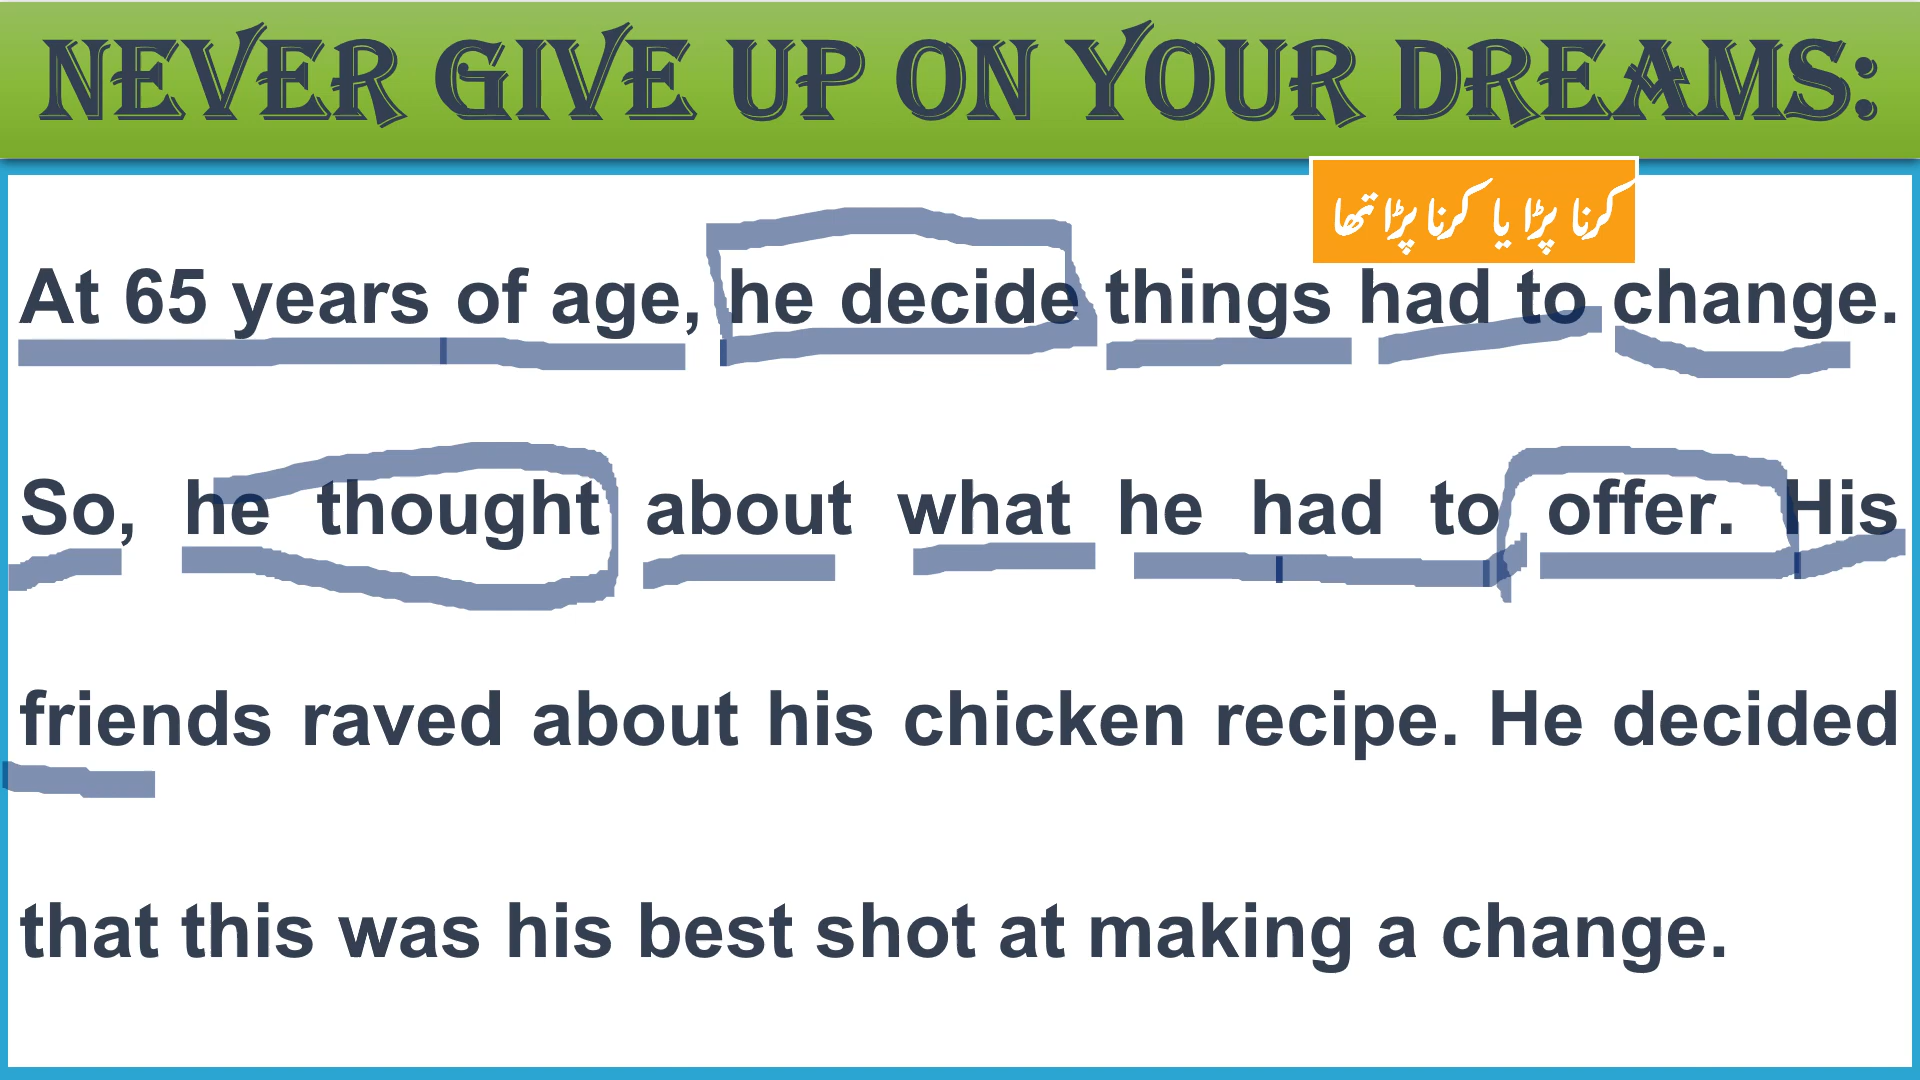 NEVER GIVE UP ON YOUR DREAMS:
کرنا پڑا یا کرنا پڑا تھا
At 65 years of age, he decide things had to change.
So, he thought about what he had to offer. His
friends raved about his chicken recipe. He decided
that this was his best shot at making a change.